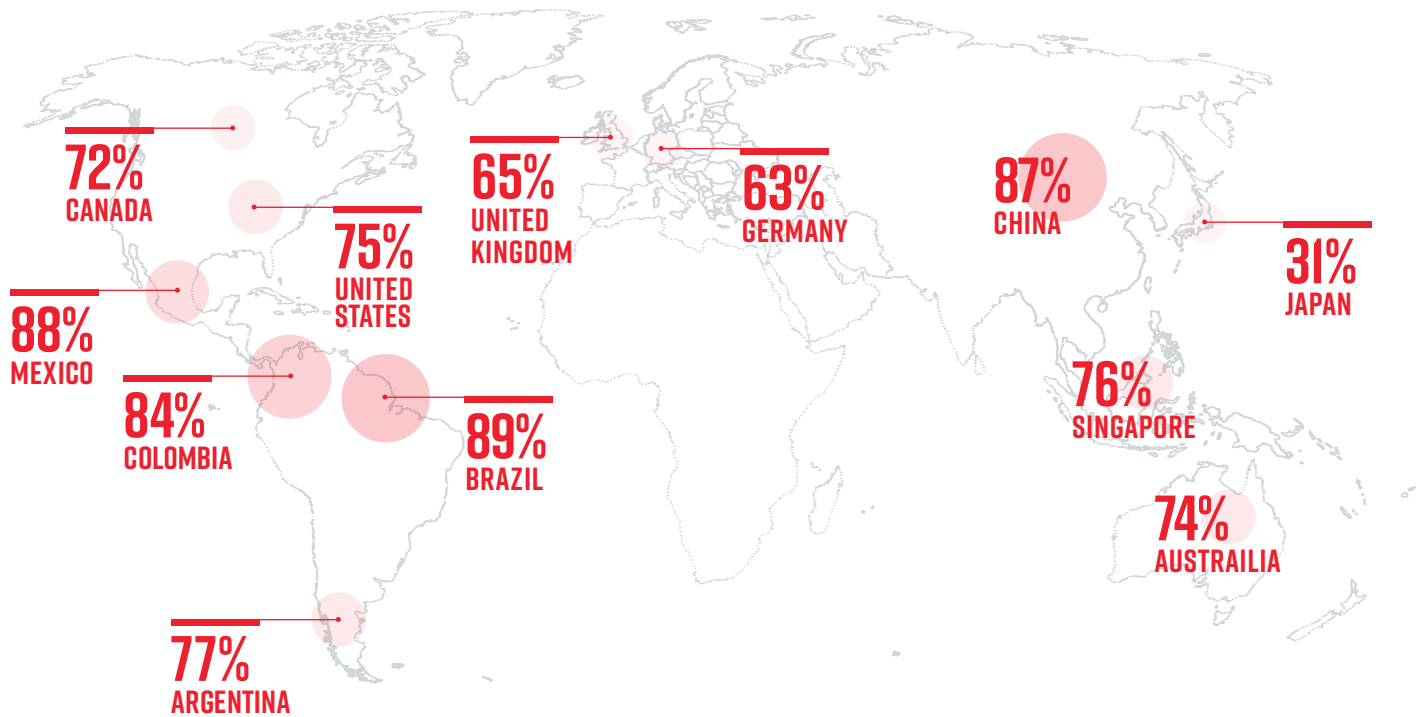 72%
CANADA
75%
UNITED
STATES
88%
MEXICO
84%
COLOMBIA
89%
BRAZIL
77%
ARGENTINA
65%
UNITED
KINGDOM
63%
GERMANY
87%
CHINA
31%
JAPAN
76%
SINGAPORE
74%
AUSTRAILIA